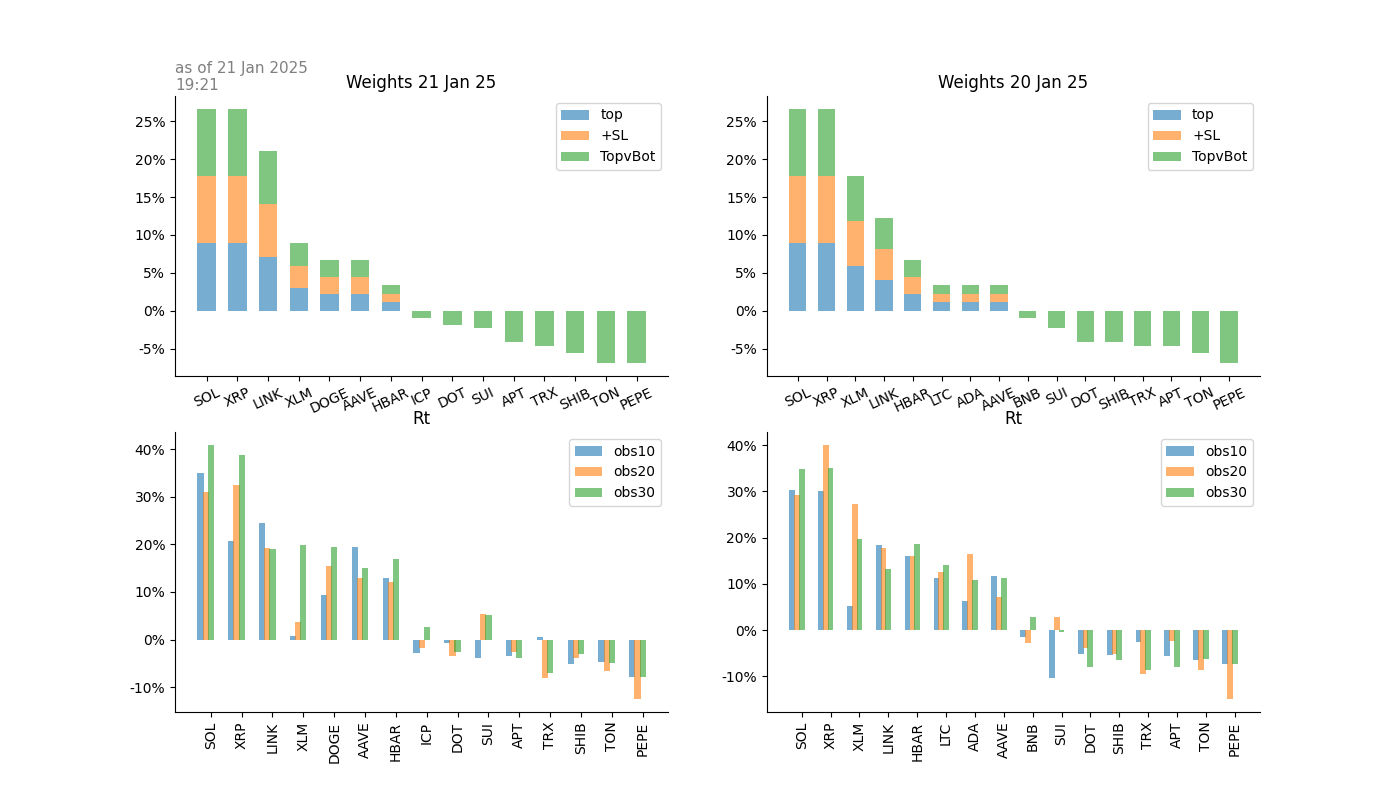 as of 21 Jan 2025
19:21
Weights 21 Jan 25
25%
20%
15%
10%
5%
0%
-5%
top
+SL
TopvBot
SOL XRP LINK XLM DOGE AAVE HBAR ICP DOT SUI APT TRX SHIB TON PEPE
Weights 20 Jan 25
25%
20%
15%
10%
5%
0%
-5%
top
+SL
TopvBot
SOL XRP XLM LINK HBAR LTC ADA AAVE BNB SUI DOT SHIB TRX APT TON PEPE
Rt
40%
30%
20%
10%
0%
-10%
obs10
obs20
obs30
SOL XRP LINK XLM DOGE AAVE HBAR ICP DOT SUI APT TRX SHIB TON PEPE
Rt
40%
30%
20%
10%
0%
-10%
obs10
obs20
obs30
SOL XRP XLM LINK HBAR LTC ADA AAVE BNB SUI DOT SHIB TRX APT TON PEPE